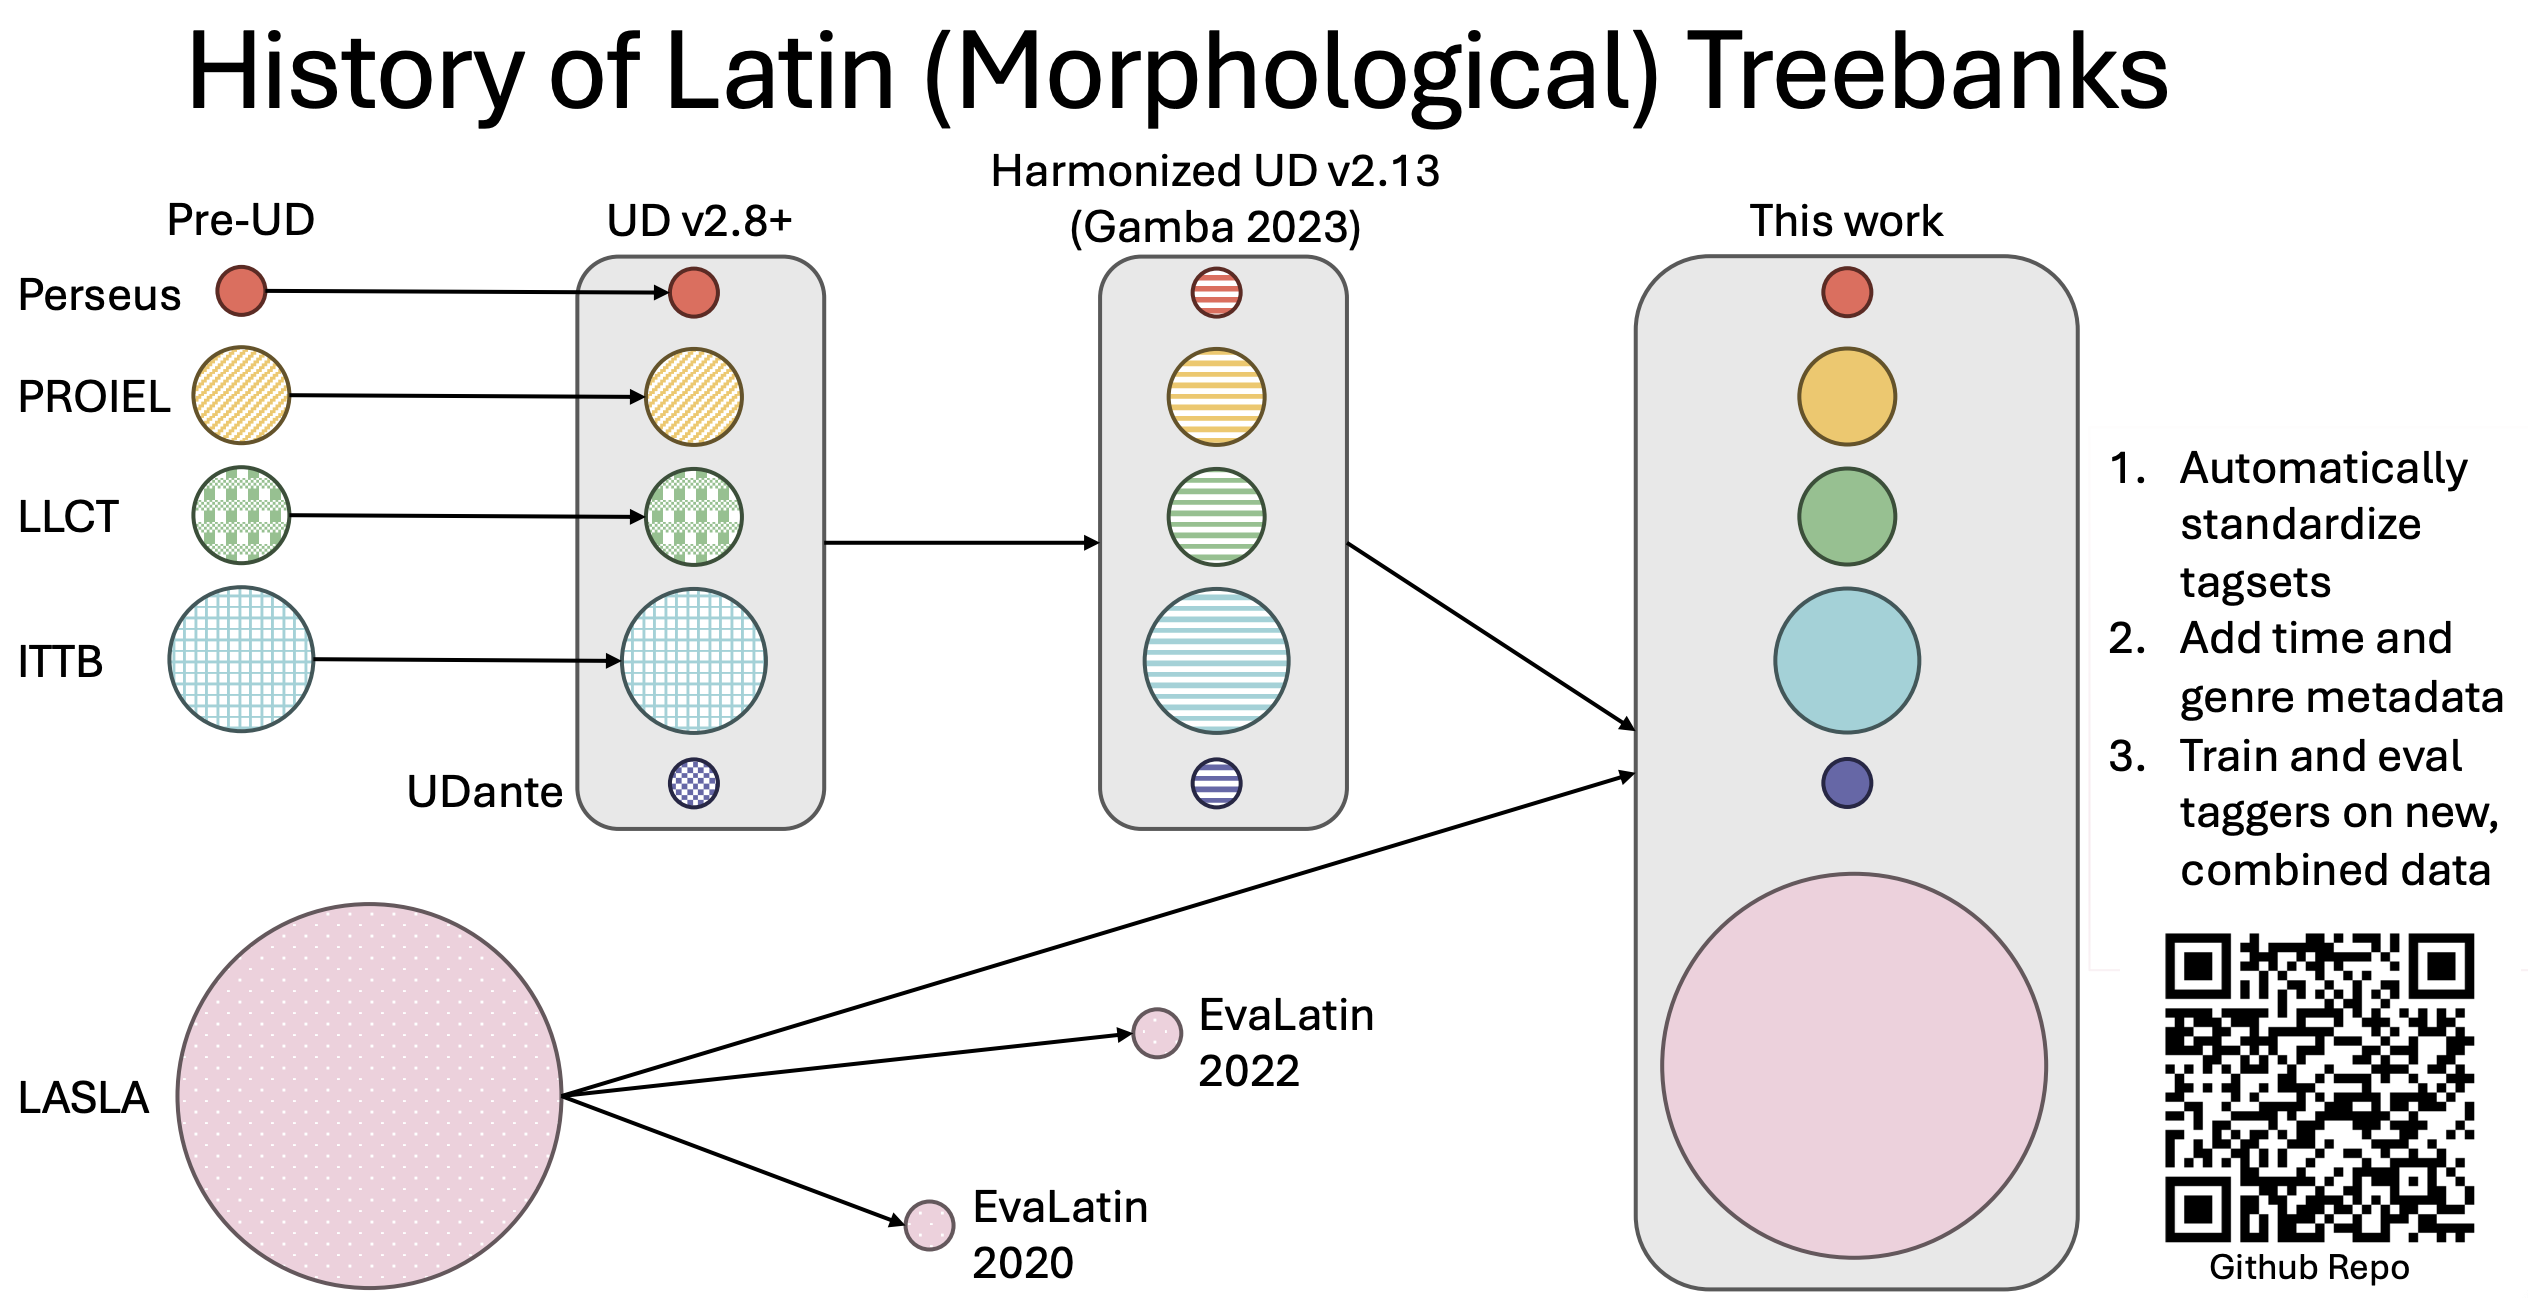 History of Latin (Morphological) Treebanks
Harmonized UD v2.13
(Gamba 2023)
Pre-UD
UD v2.8+
This work
Perseus
PROIEL
LLCT
ITTB
UDante
LASLA
EvaLatin
2022
EvaLatin
2020
1. Automatically
standardize
tagsets
2. Add time and
genre metadata
3. Train and eval
taggers on new,
combined data
Github Repo